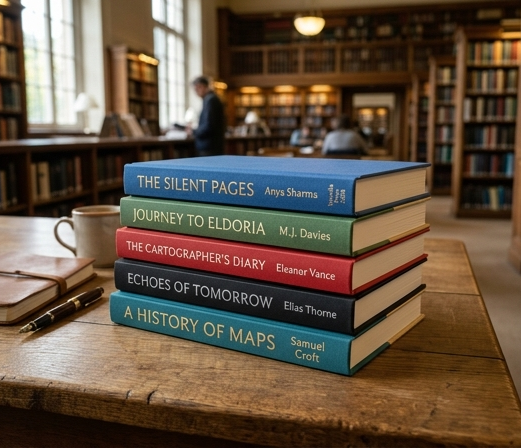 THE SILENT PAGES Anys Sharms
JOURNEY TO ELDORIA M.J. Davies
THE CARTOGRAPHER'S DIARY Eleanor Vance
ECHOES OF TOMORROW Elias Thorne
A HISTORY OF MAPS Samuel
Croft